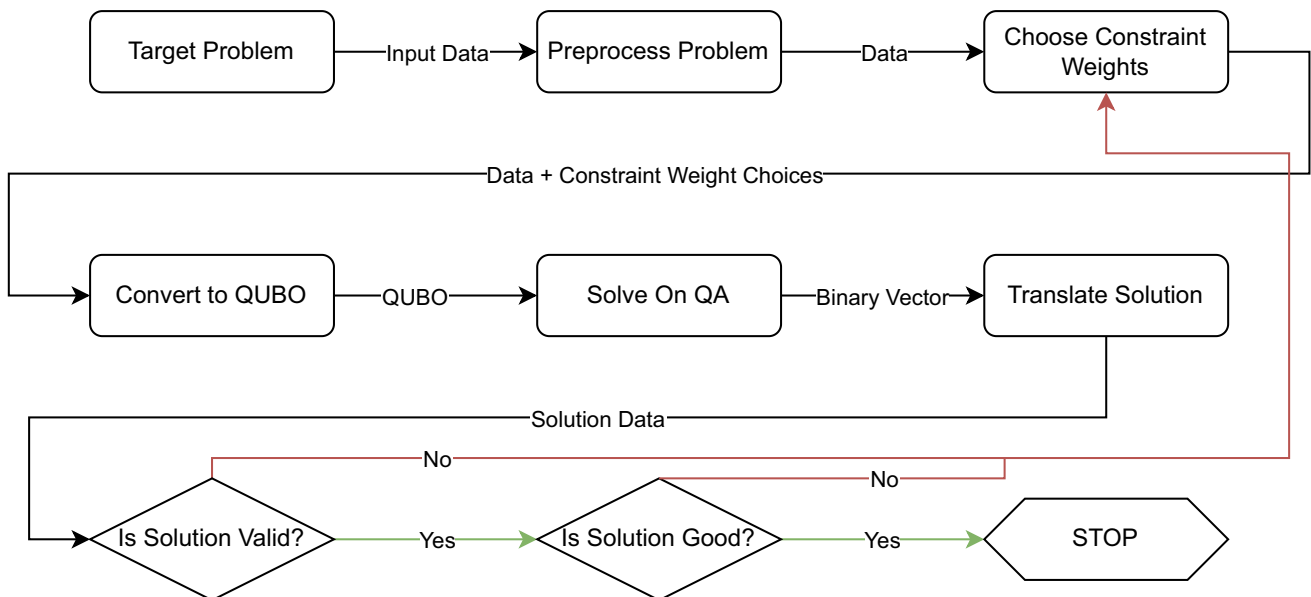 Target Problem
Input Data
Preprocess Problem
Data
Choose Constraint
Weights
Data + Constraint Weight Choices
Convert to QUBO
QUBO
Solve On QA
Binary Vector
Translate Solution
Solution Data
No
No
Is Solution Valid?
Yes
Is Solution Good?
Yes
STOP